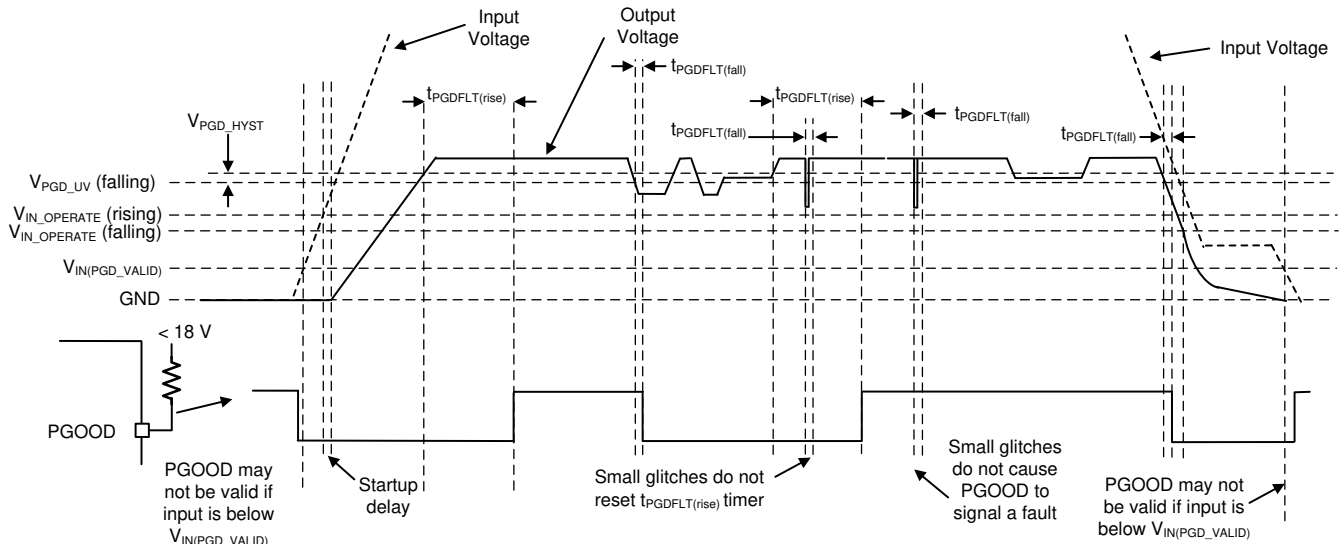 Input
Voltage
Output
Voltage
Input Voltage
tPGDFLT(fall)
tPGDFLT(rise)
tPGDFLT(rise)
tPGDFLT(fall)
tPGDFLT(fall)
tPGDFLT(fall)
VPGD_HYST
VPGD_UV (falling)
VIN_OPERATE (rising)
VIN_OPERATE (falling)
VIN(PGD_VALID)
GND
< 18 V
PGOOD
PGOOD may
not be valid if
input is below
VIN(PGD_VALID)
Startup
delay
Small glitches do not
reset tPGDFLT(rise) timer
Small glitches
do not cause
PGOOD to
signal a fault
PGOOD may not
be valid if input is
below VIN(PGD_VALID)